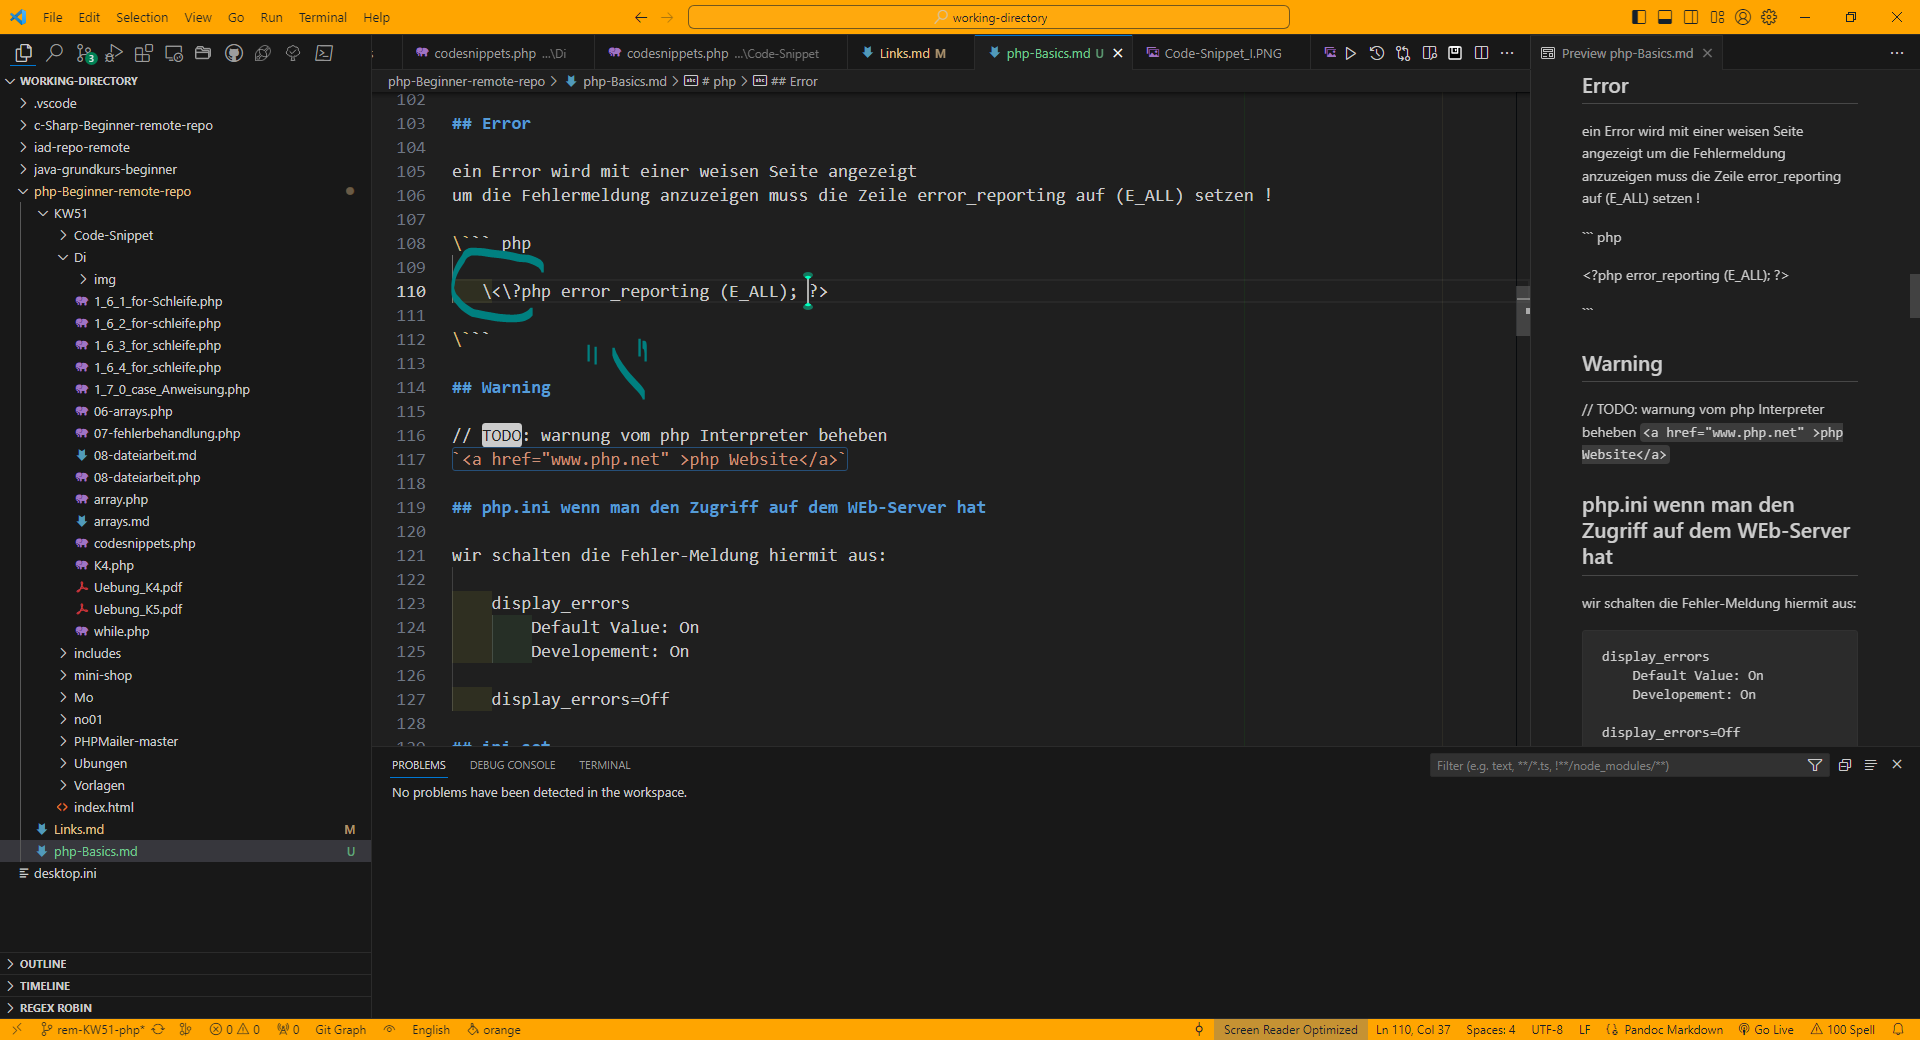 File Edit Selection View Go Run Terminal Help
working-directory
3
codesnippets.php ...\Di
codesnippets.php ...\Code-Snippet
Links.md M
php-Basics.md U
Code-Snippet_I.PNG
Preview php-Basics.md
WORKING-DIRECTORY
.vscode
c-Sharp-Beginner-remote-repo
iad-repo-remote
java-grundkurs-beginner
php-Beginner-remote-repo
KW51
Code-Snippet
Di
img
1_6_1_for-Schleife.php
1_6_2_for-schleife.php
1_6_3_for_schleife.php
1_6_4_for_schleife.php
1_7_0_case_Anweisung.php
06-arrays.php
07-fehlerbehandlung.php
08-dateiarbeit.md
08-dateiarbeit.php
array.php
arrays.md
codesnippets.php
K4.php
Uebung_K4.pdf
Uebung_K5.pdf
while.php
includes
mini-shop
Mo
no01
PHPMailer-master
Ubungen
Vorlagen
index.html
Links.md M
php-Basics.md U
desktop.ini
OUTLINE
TIMELINE
REGEX ROBIN
php-Beginner-remote-repo > php-Basics.md > # php > ## Error
102
103 ## Error
104
105 ein Error wird mit einer weisen Seite angezeigt
106 um die Fehlermeldung anzuzeigen muss die Zeile error_reporting auf (E_ALL) setzen !
107
108 \``` php
109
110 \<\?php error_reporting (E_ALL); ?>
111
112 \```
113
114 ## Warning
115
116 // TODO: warnung vom php Interpreter beheben
117 `<a href="www.php.net" >php Website</a>`
118
119 ## php.ini wenn man den Zugriff auf dem WEb-Server hat
120
121 wir schalten die Fehler-Meldung hiermit aus:
122
123 display_errors
124 Default Value: On
125 Developement: On
126
127 display_errors=Off
128
" \ "
Error
ein Error wird mit einer weisen Seite
angezeigt um die Fehlermeldung
anzuzeigen muss die Zeile error_reporting
auf (E_ALL) setzen !
``` php
<?php error_reporting (E_ALL); ?>
```
Warning
// TODO: warnung vom php Interpreter
beheben <a href="www.php.net" >php
Website</a>
php.ini wenn man den
Zugriff auf dem WEb-Server
hat
wir schalten die Fehler-Meldung hiermit aus:
display_errors
Default Value: On
Developement: On
display_errors=Off
PROBLEMS DEBUG CONSOLE TERMINAL
Filter (e.g. text, **/*.ts, !**/node_modules/**)
No problems have been detected in the workspace.
rem-KW51-php* 0 0 0 Git Graph English orange
Screen Reader Optimized Ln 110, Col 37 Spaces: 4 UTF-8 LF Pandoc Markdown Go Live 100 Spell